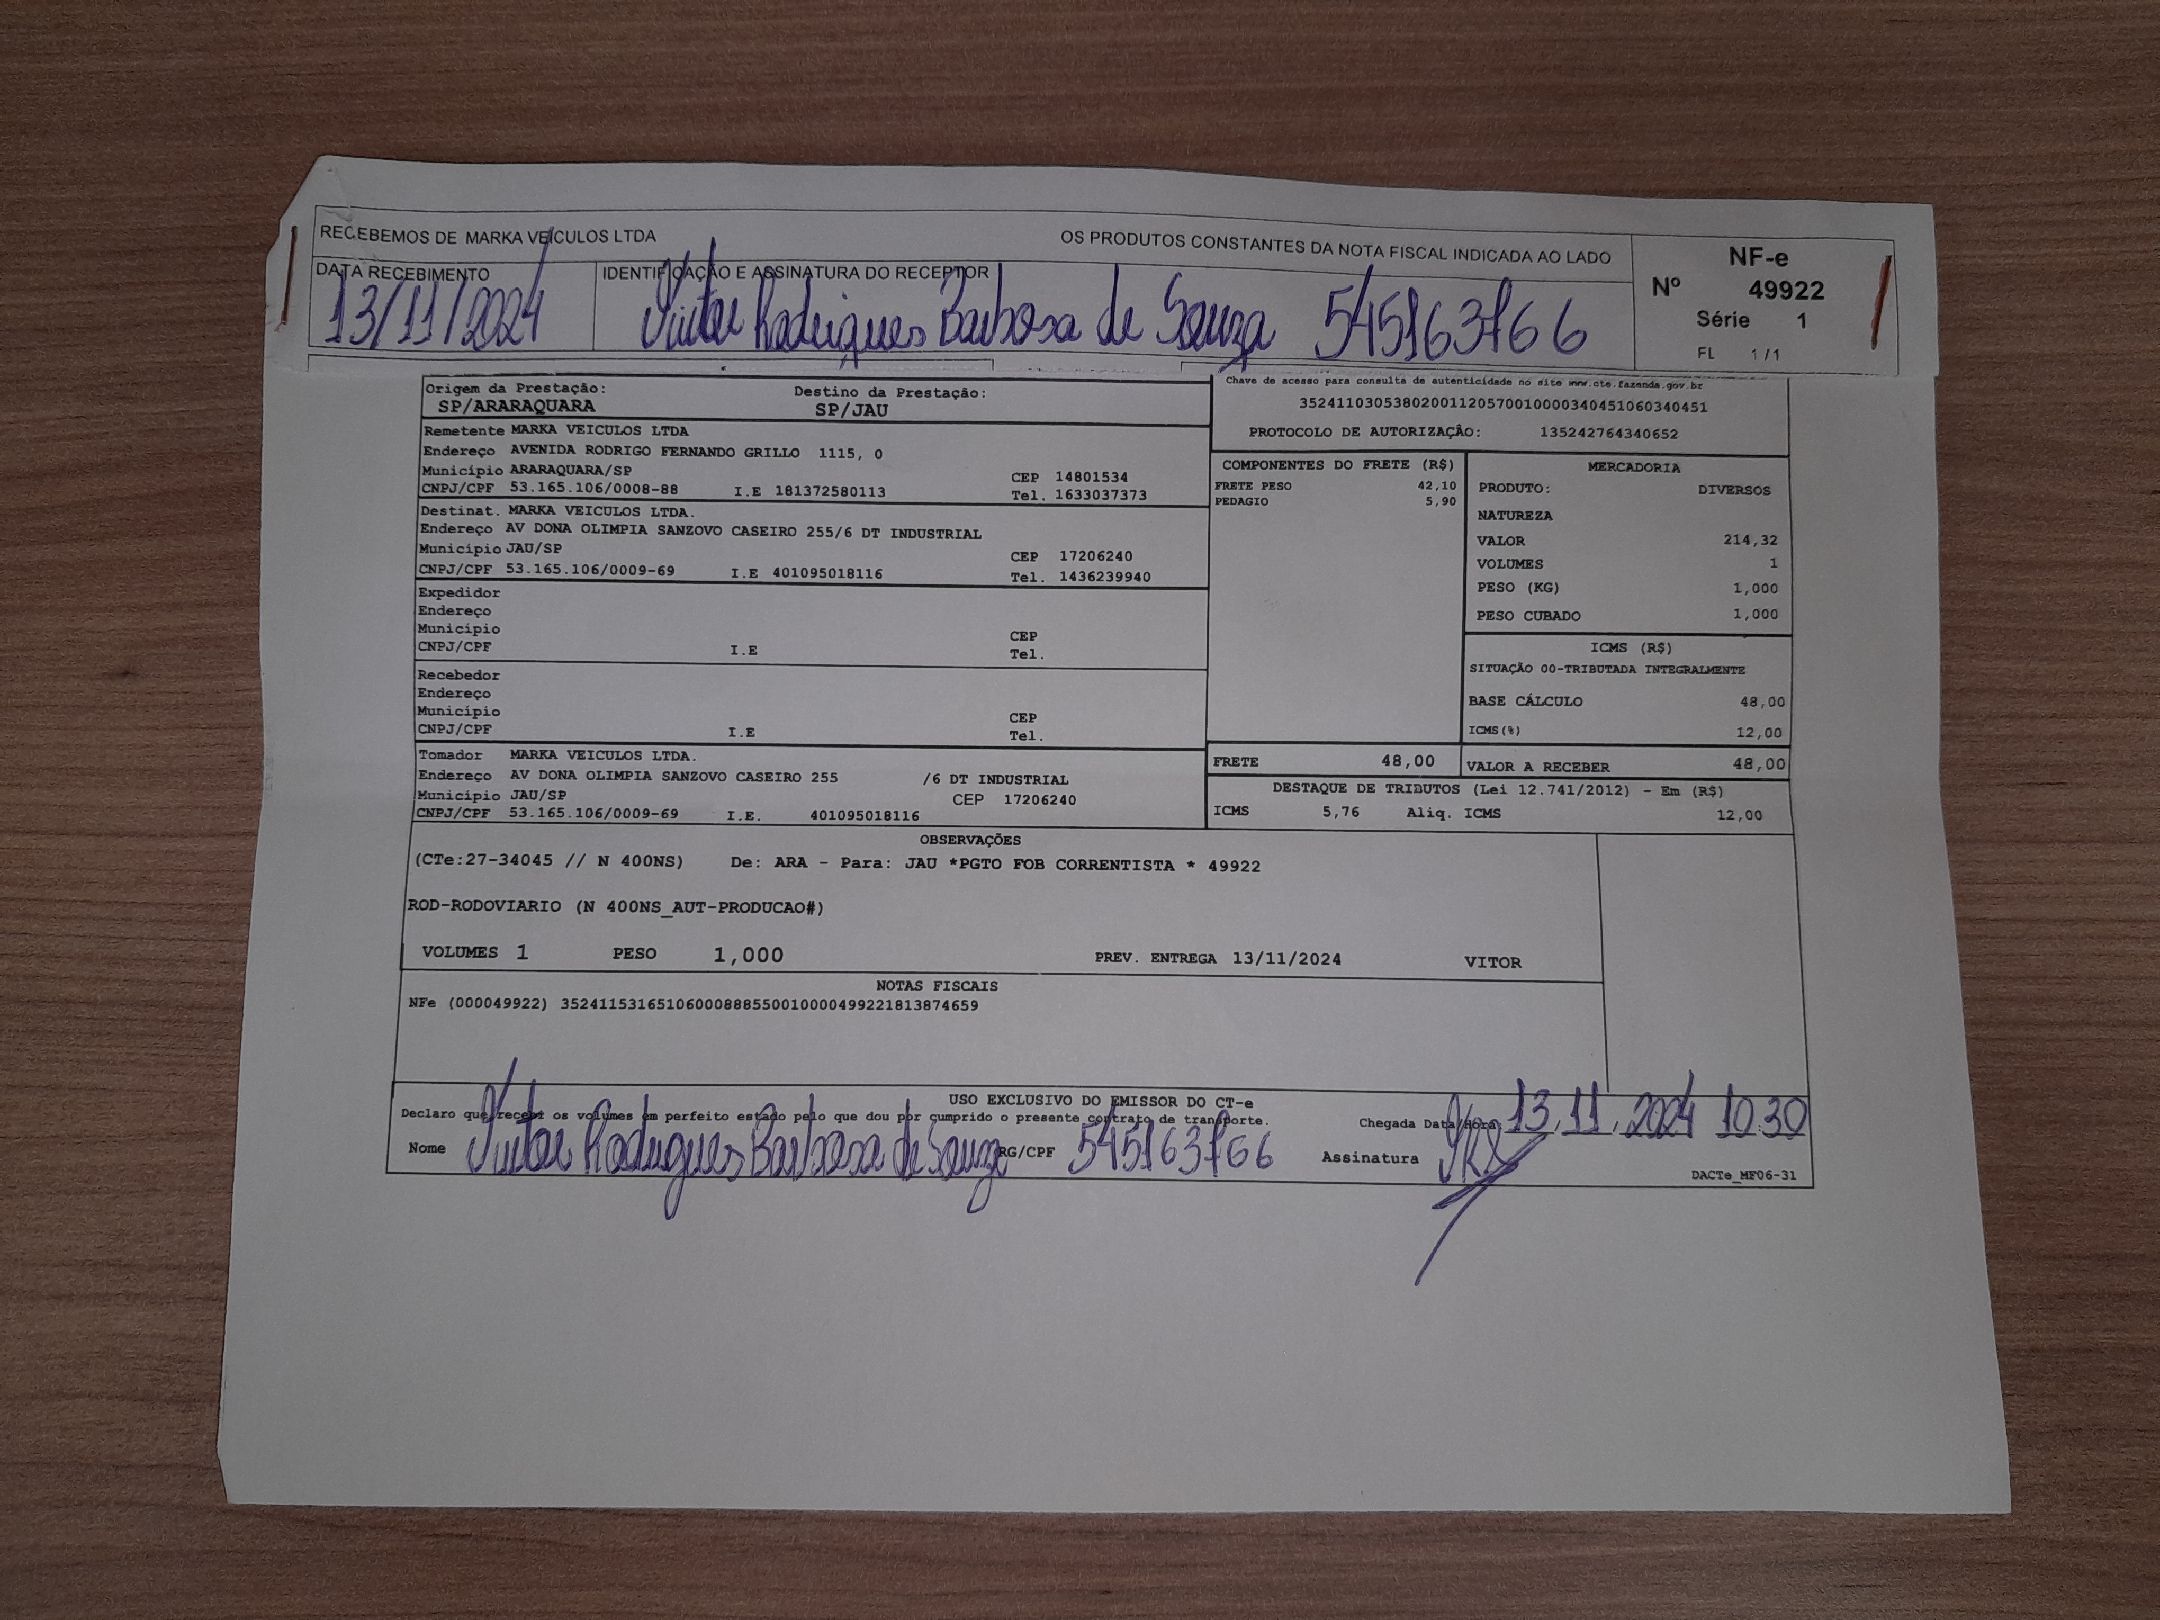 RECEBEMOS DE MARKA VEÍCULOS LTDA OS PRODUTOS CONSTANTES DA NOTA FISCAL INDICADA AO LADO
NF-e
Nº 49922
Série 1
FL 1/1
DATA RECEBIMENTO IDENTIFICAÇÃO E ASSINATURA DO RECEPTOR
13/11/2024 Vitor Rodrigues Barbosa de Souza 545163766
Origem da Prestação: Destino da Prestação:
SP/ARARAQUARA SP/JAU
Chave de acesso para consulta de autenticidade no site www.cte.fazenda.gov.br
35241103053802001120570010000340451060340451
PROTOCOLO DE AUTORIZAÇÃO: 135242764340652
Remetente MARKA VEICULOS LTDA
Endereço AVENIDA RODRIGO FERNANDO GRILLO 1115, 0
Município ARARAQUARA/SP CEP 14801534
CNPJ/CPF 53.165.106/0008-88 I.E 181372580113 Tel. 1633037373
Destinat. MARKA VEICULOS LTDA.
Endereço AV DONA OLIMPIA SANZOVO CASEIRO 255/6 DT INDUSTRIAL
Município JAU/SP CEP 17206240
CNPJ/CPF 53.165.106/0009-69 I.E 401095018116 Tel. 1436239940
Expedidor
Endereço
Município CEP
CNPJ/CPF I.E Tel.
Recebedor
Endereço
Município CEP
CNPJ/CPF I.E Tel.
Tomador MARKA VEICULOS LTDA.
Endereço AV DONA OLIMPIA SANZOVO CASEIRO 255 /6 DT INDUSTRIAL
Município JAU/SP CEP 17206240
CNPJ/CPF 53.165.106/0009-69 I.E. 401095018116
COMPONENTES DO FRETE (R$)
FRETE PESO 42,10
PEDAGIO 5,90
MERCADORIA
PRODUTO: DIVERSOS
NATUREZA
VALOR 214,32
VOLUMES 1
PESO (KG) 1,000
PESO CUBADO 1,000
ICMS (R$)
SITUAÇÃO 00-TRIBUTADA INTEGRALMENTE
BASE CÁLCULO 48,00
ICMS(%) 12,00
FRETE 48,00 VALOR A RECEBER 48,00
DESTAQUE DE TRIBUTOS (Lei 12.741/2012) - Em (R$)
ICMS 5,76 Aliq. ICMS 12,00
OBSERVAÇÕES
(CTe:27-34045 // N 400NS) De: ARA - Para: JAU *PGTO FOB CORRENTISTA * 49922
ROD-RODOVIARIO (N 400NS_AUT-PRODUCAO#)
VOLUMES 1 PESO 1,000 PREV. ENTREGA 13/11/2024 VITOR
NOTAS FISCAIS
NFe (000049922) 35241153165106000888550010000499221813874659
USO EXCLUSIVO DO EMISSOR DO CT-e
Declaro que recebi os volumes em perfeito estado pelo que dou por cumprido o presente contrato de transporte.
Chegada Data/Hora 13.11.2024 10:30
Nome Vitor Rodrigues Barbosa de Souza RG/CPF 545163766 Assinatura
DACTe_MF06-31